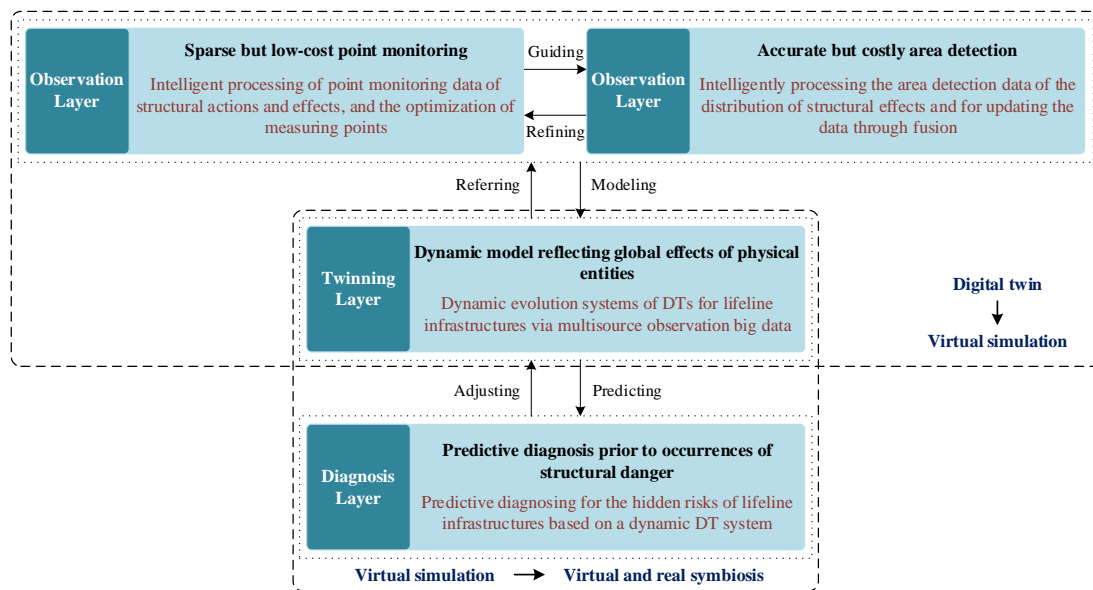 Observation
Layer
Sparse but low-cost point monitoring
Intelligent processing of point monitoring data of
structural actions and effects, and the optimization of
measuring points
Guiding
Refining
Observation
Layer
Accurate but costly area detection
Intelligently processing the area detection data of the
distribution of structural effects and for updating the
data through fusion
Referring
Modeling
Twinning
Layer
Dynamic model reflecting global effects of physical
entities
Dynamic evolution systems of DTs for lifeline
infrastructures via multisource observation big data
Digital twin
Virtual simulation
Adjusting
Predicting
Diagnosis
Layer
Predictive diagnosis prior to occurrences of
structural danger
Predictive diagnosing for the hidden risks of lifeline
infrastructures based on a dynamic DT system
Virtual simulation
Virtual and real symbiosis